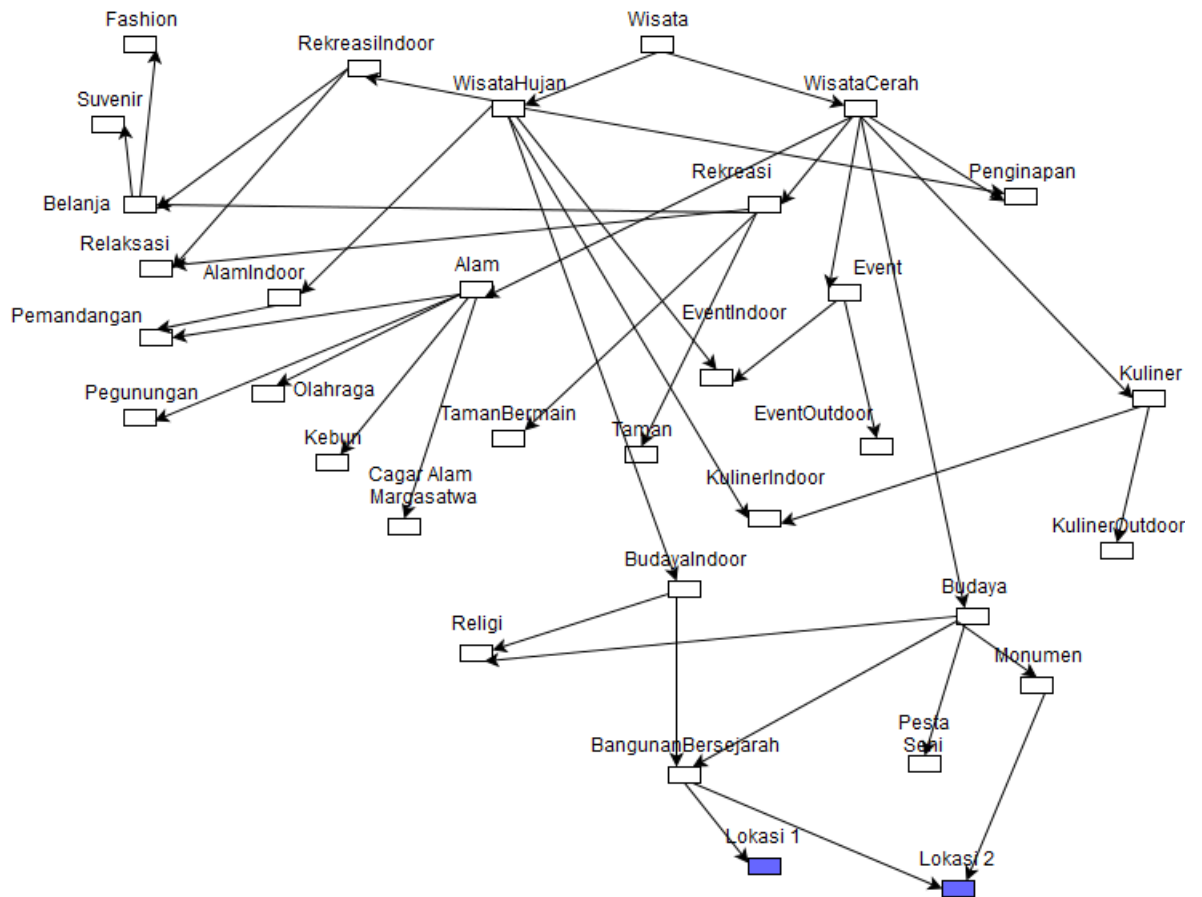 Fashion
Wisata
RekreasiIndoor
WisataHujan
WisataCerah
Suvenir
Rekreasi
Penginapan
Belanja
Relaksasi
AlamIndoor
Alam
Event
Pemandangan
EventIndoor
Kuliner
Pegunungan
Olahraga
TamanBermain
EventOutdoor
Kebun
Taman
Cagar Alam
Margasatwa
KulinerIndoor
KulinerOutdoor
BudayaIndoor
Budaya
Religi
Monumen
Pesta
Seni
BangunanBersejarah
Lokasi 1
Lokasi 2